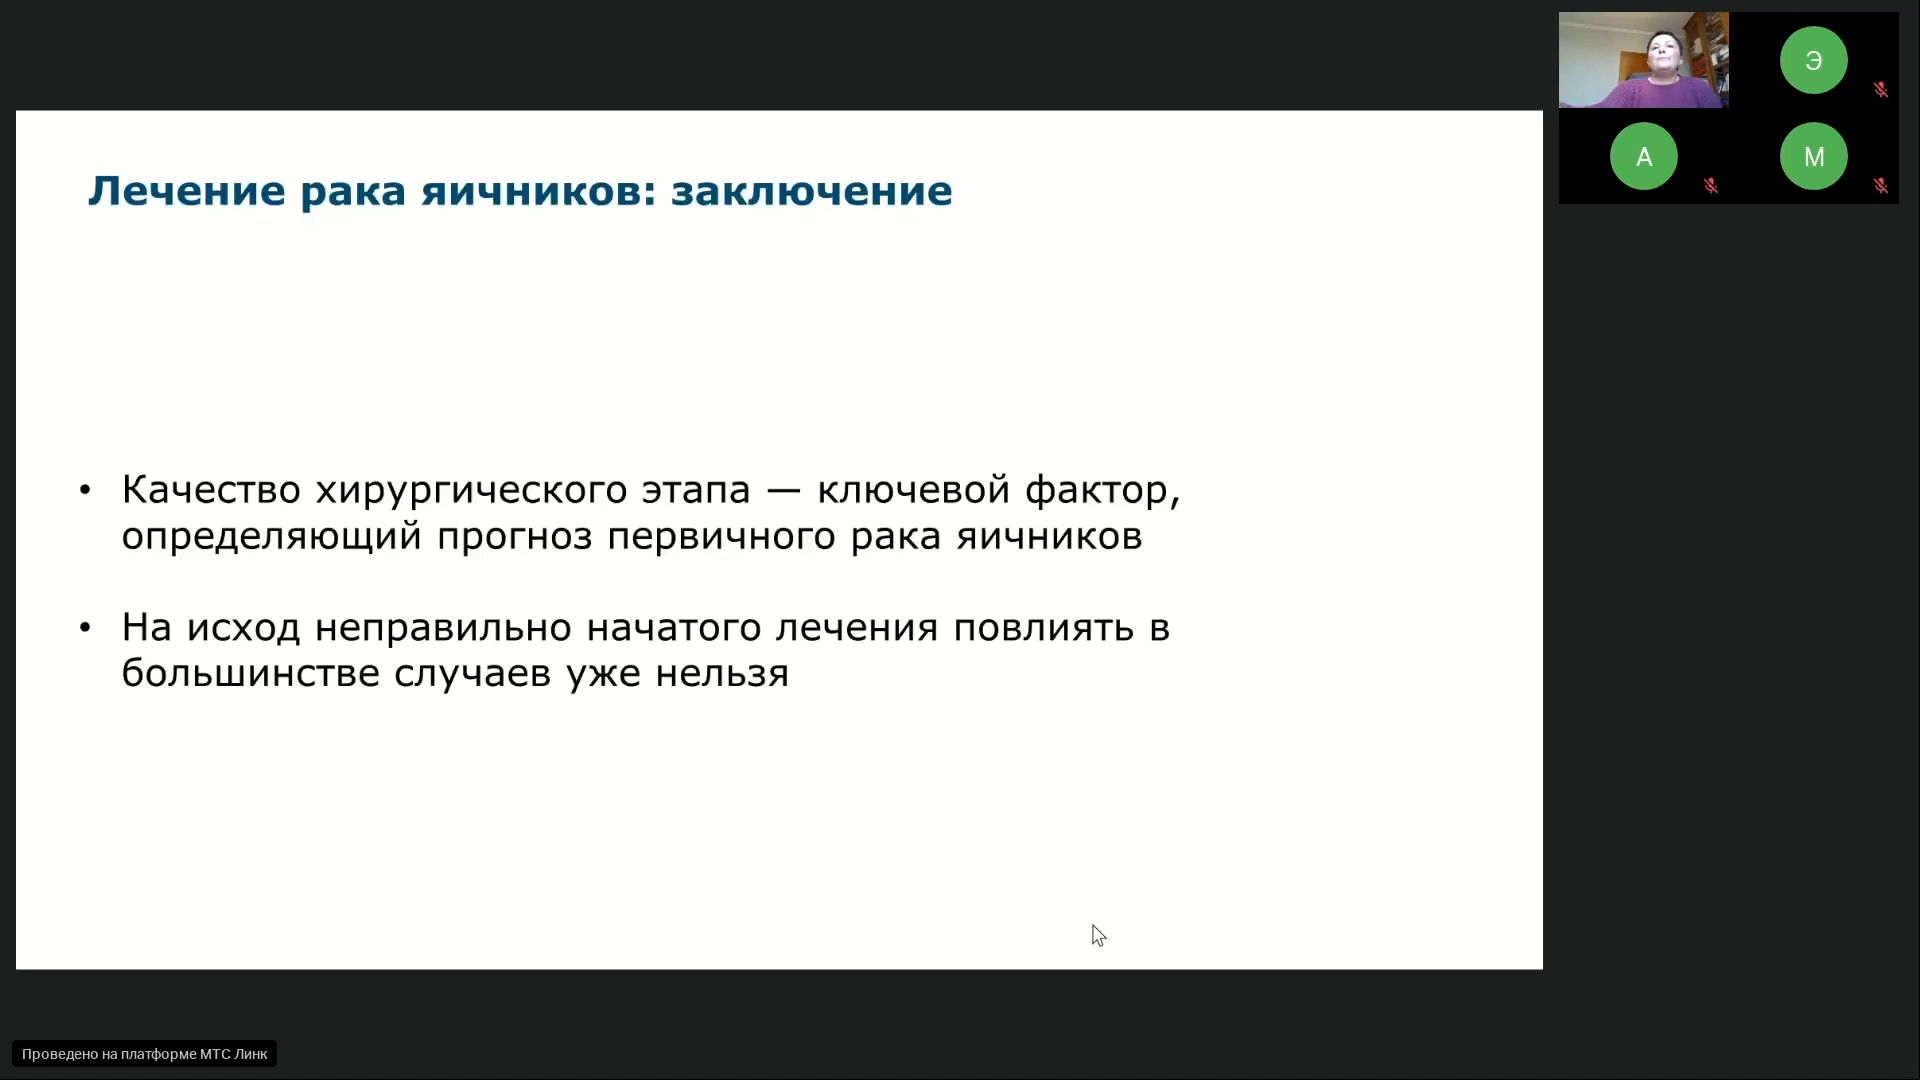 Лечение рака яичников: заключение
• Качество хирургического этапа — ключевой фактор,
определяющий прогноз первичного рака яичников
• На исход неправильно начатого лечения повлиять в
большинстве случаев уже нельзя
Э
А
М
Проведено на платформе МТС Линк